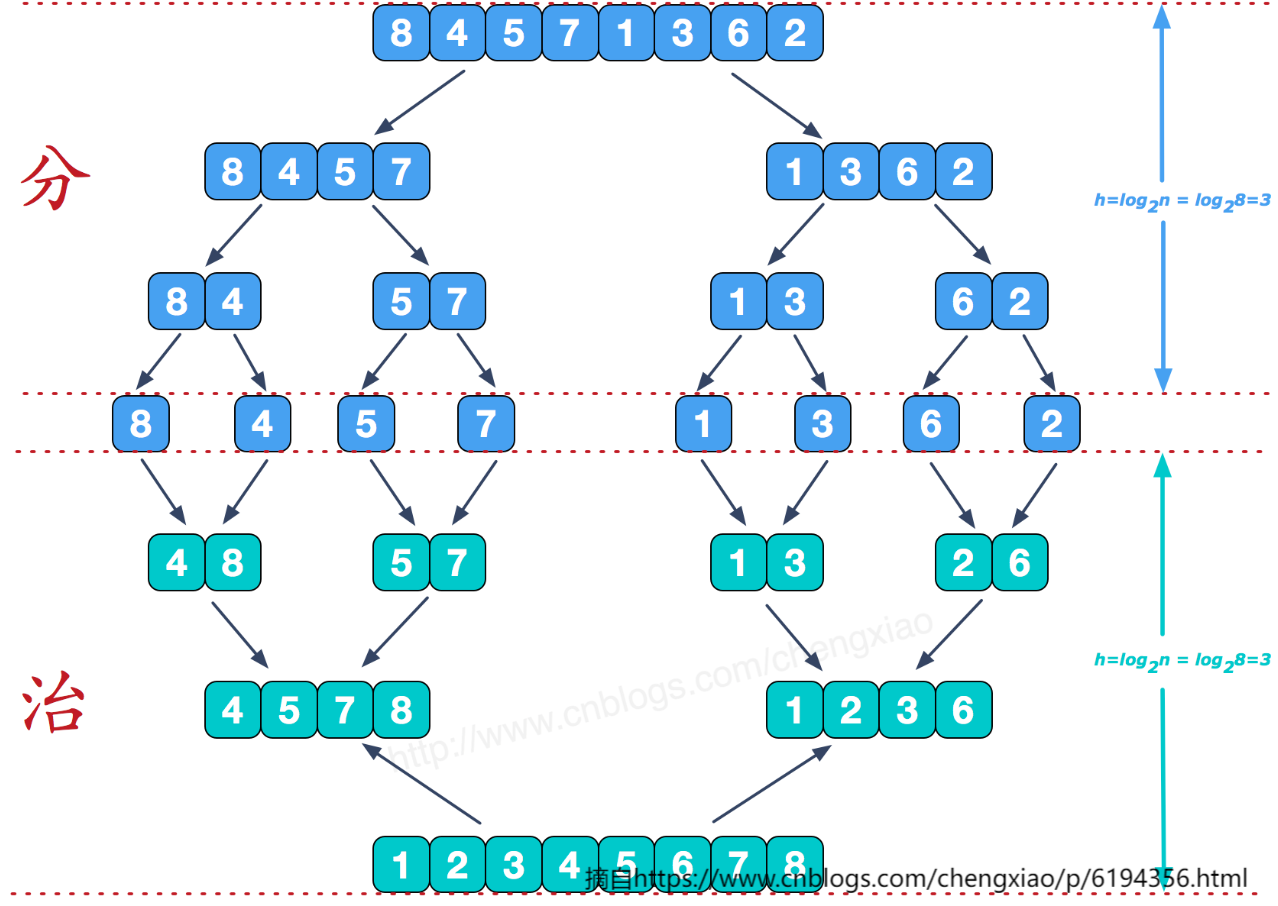 8 4 5 7 1 3 6 2
分
8 4 5 7
1 3 6 2
h=log2n = log28=3
8 4
5 7
1 3
6 2
8
4
5
7
1
3
6
2
4 8
5 7
1 3
2 6
http://www.cnblogs.com/chengxiao
h=log2n = log28=3
治
4 5 7 8
1 2 3 6
1 2 3 4 5 6 7 8
摘自https://www.cnblogs.com/chengxiao/p/6194356.html